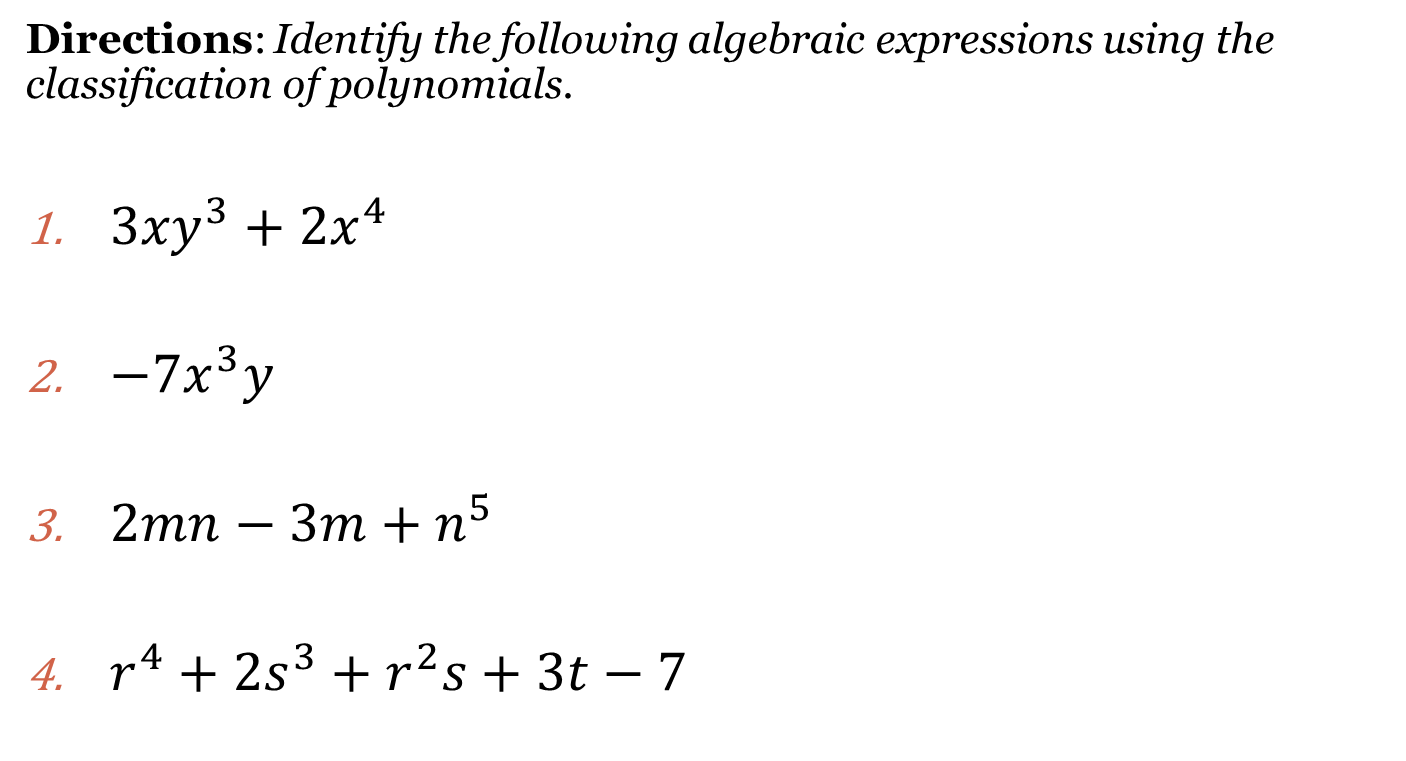 Directions: Identify the following algebraic expressions using the
classification of polynomials.
1. 3xy³ + 2x⁴
2. −7x³y
3. 2mn − 3m + n⁵
4. r⁴ + 2s³ + r²s + 3t − 7